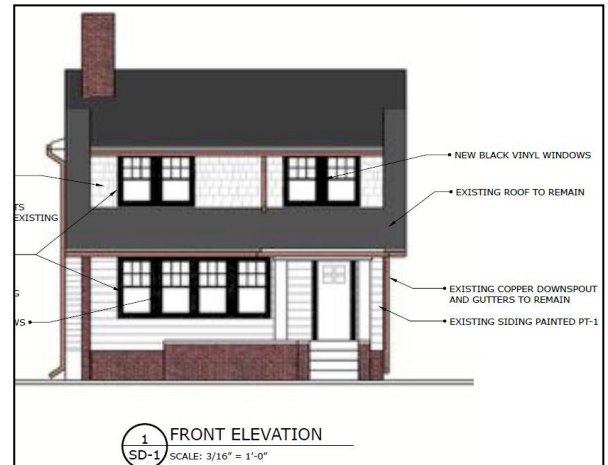 NEW BLACK VINYL WINDOWS
TS
EXISTING
EXISTING ROOF TO REMAIN
G
EXISTING COPPER DOWNSPOUT
AND GUTTERS TO REMAIN
WS
EXISTING SIDING PAINTED PT-1
1
SD-1
FRONT ELEVATION
SCALE: 3/16" = 1'-0"